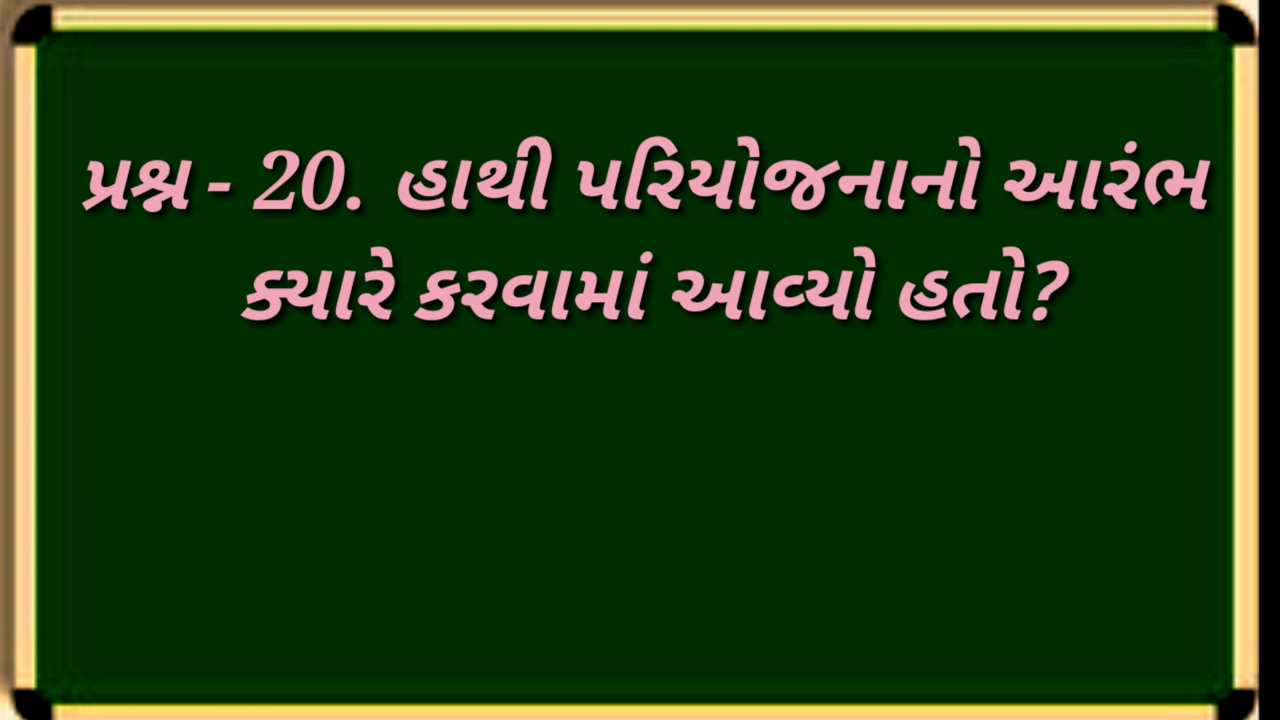 પ્રશ્ન - 20. હાથી પરિયોજનાનો આરંભ
ક્યારે કરવામાં આવ્યો હતો?